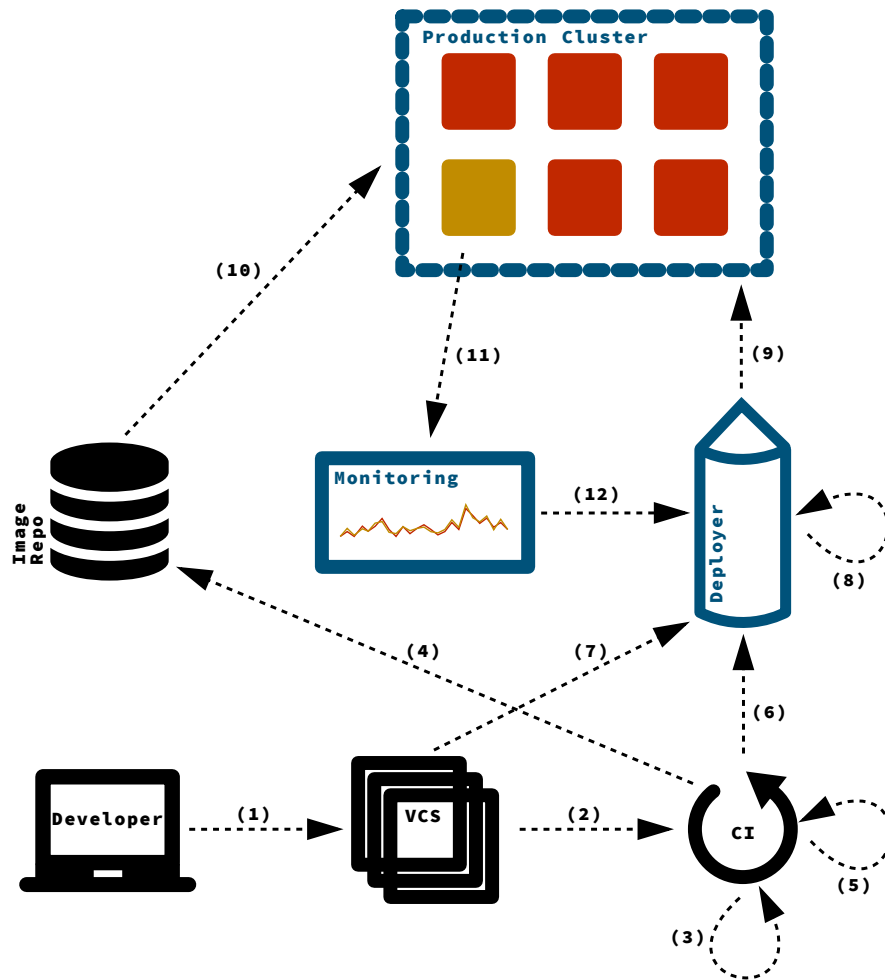 Production Cluster
(10)
(11)
(9)
Monitoring
(12)
Image
Repo
Deployer
(8)
(4)
(7)
(6)
Developer
(1)
VCS
(2)
CI
(5)
(3)